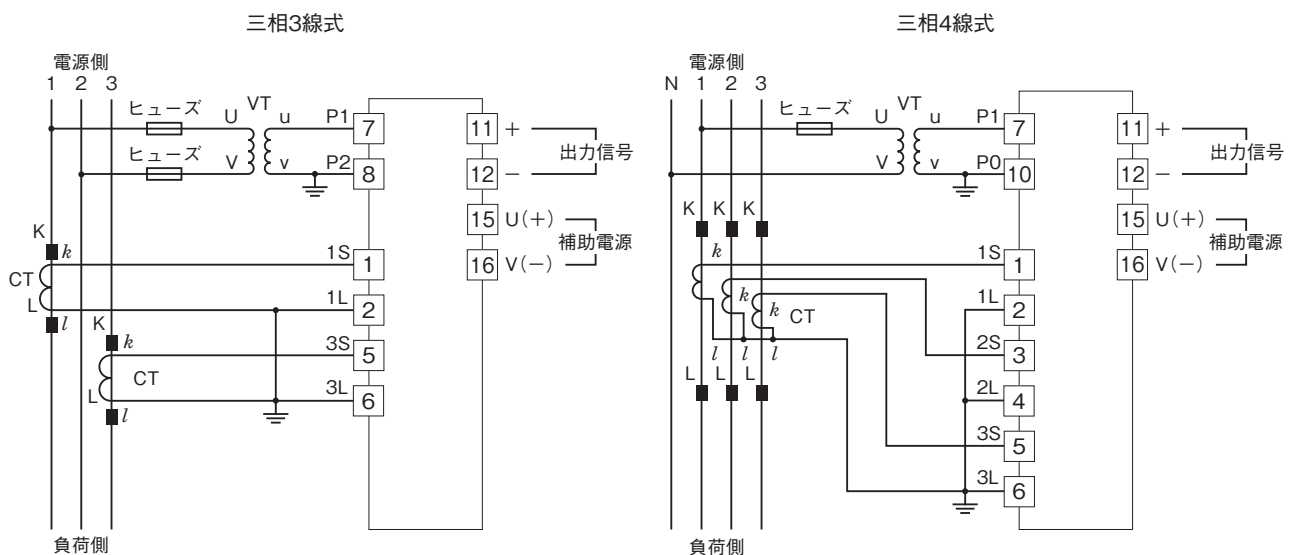 三相3線式
電源側
1 2 3
ヒューズ U VT u P1 7 11 +
出力信号
ヒューズ V v P2 8 12 −
15 U(+)
補助電源
16 V(−)
K k 1S 1
CT
L l 1L 2
K k 3S 5
CT
L l 3L 6
負荷側
三相4線式
電源側
N 1 2 3
ヒューズ U VT u P1 7 11 +
出力信号
V v P0 10 12 −
15 U(+)
補助電源
16 V(−)
K K K
k 1S 1
k k CT 1L 2
l l l 2S 3
L L L 2L 4
3S 5
3L 6
負荷側